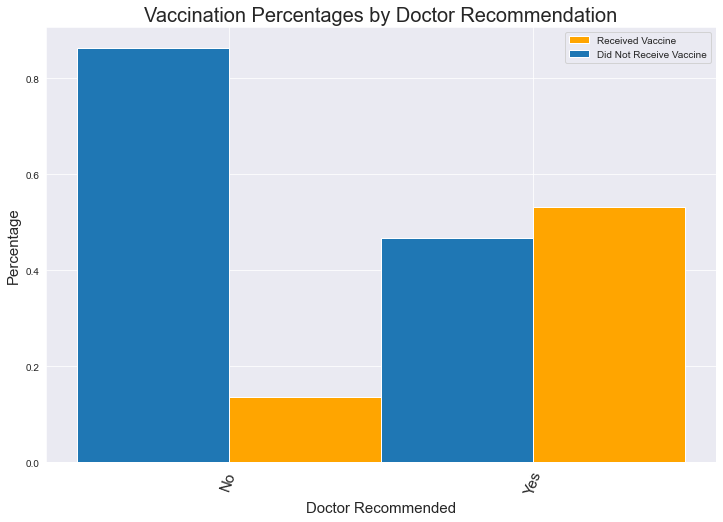 Vaccination Percentages by Doctor Recommendation
Received Vaccine
Did Not Receive Vaccine
Percentage
0.8
0.6
0.4
0.2
0.0
No
Yes
Doctor Recommended